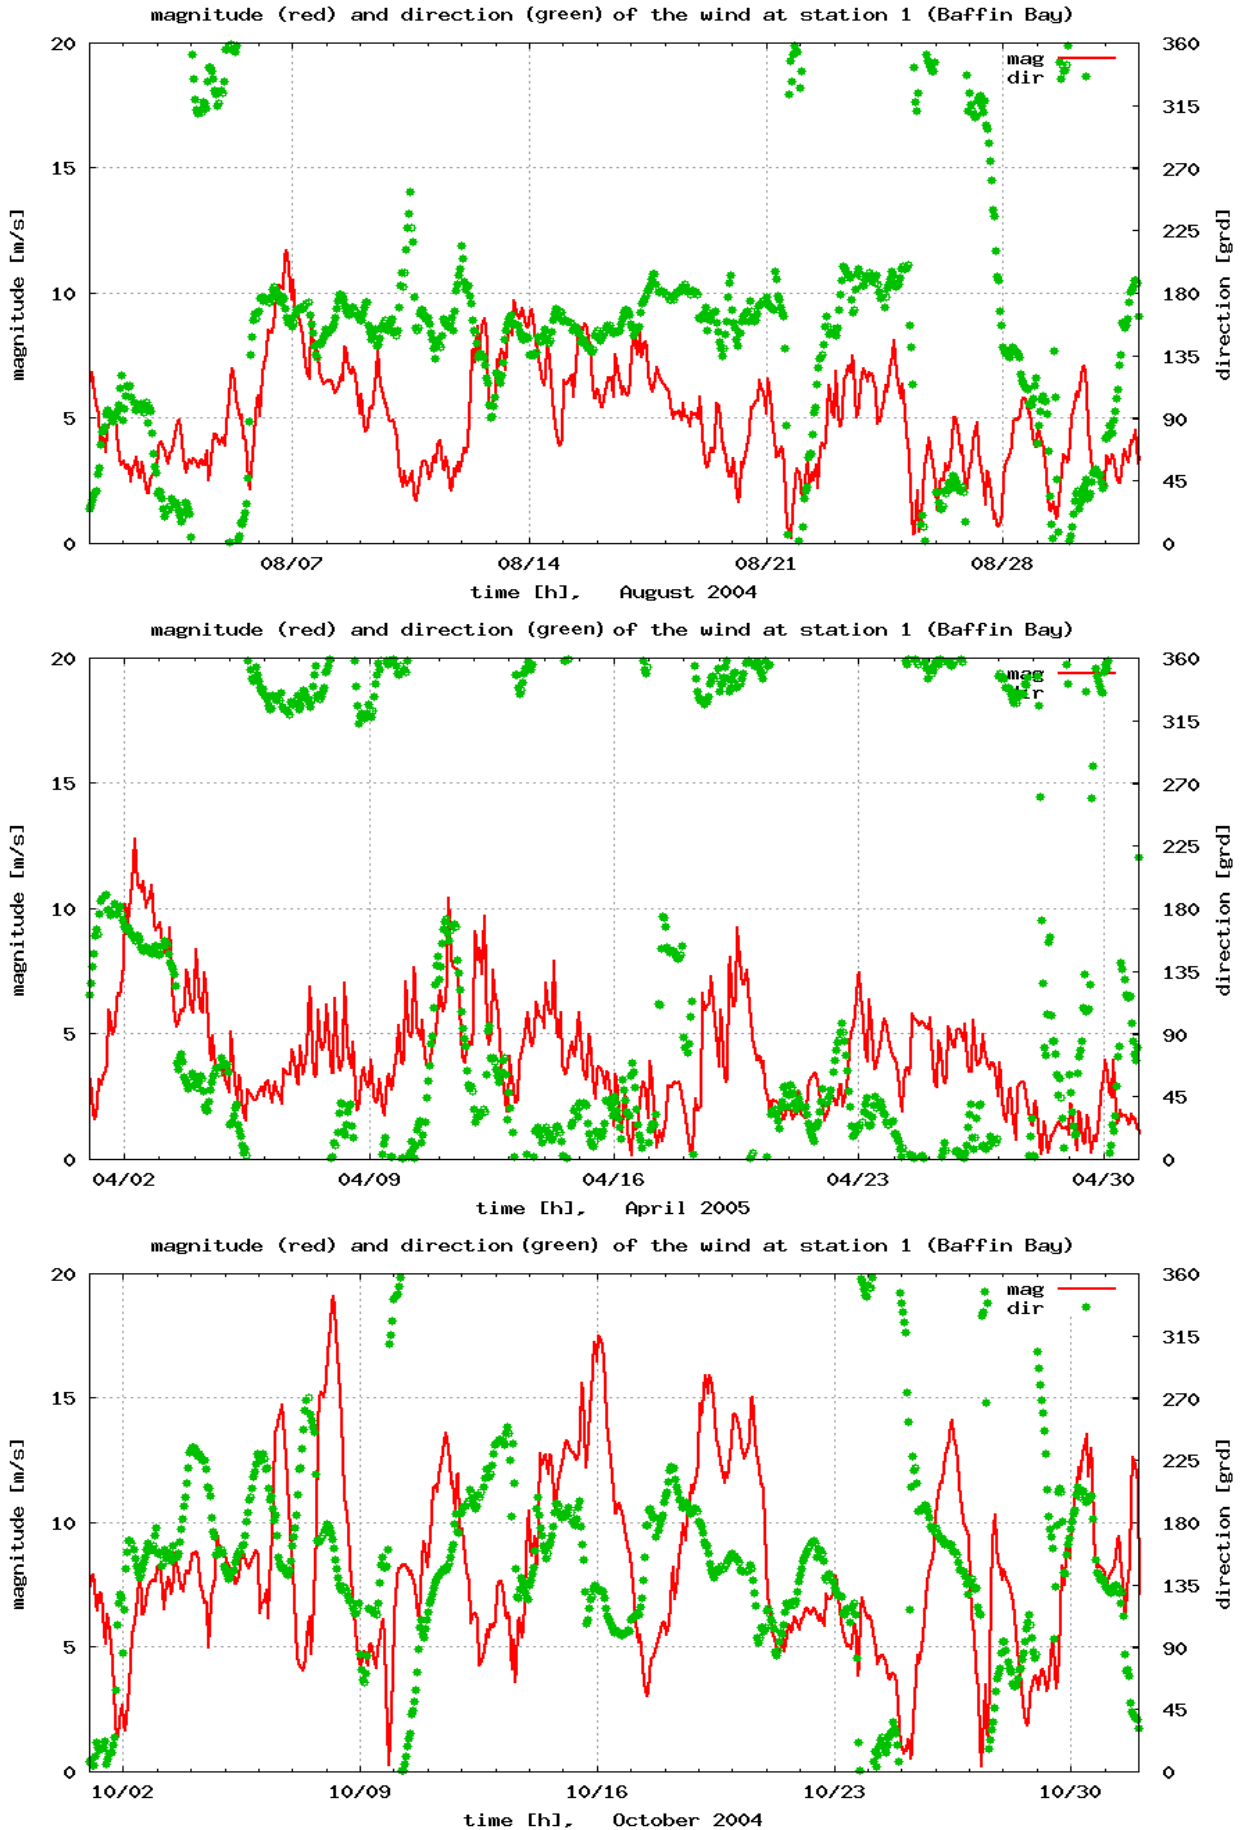 magnitude (red) and direction (green) of the wind at station 1 (Baffin Bay)
20 360
mag
dir
315
15 270
225
10 180
135
5 90
45
0 0
magnitude [m/s]
direction [grd]
08/07 08/14 08/21 08/28
time [h], August 2004
magnitude (red) and direction (green) of the wind at station 1 (Baffin Bay)
20 360
mag
dir
315
15 270
225
10 180
135
5 90
45
0 0
magnitude [m/s]
direction [grd]
04/02 04/09 04/16 04/23 04/30
time [h], April 2005
magnitude (red) and direction (green) of the wind at station 1 (Baffin Bay)
20 360
mag
dir
315
15 270
225
10 180
135
5 90
45
0 0
magnitude [m/s]
direction [grd]
10/02 10/09 10/16 10/23 10/30
time [h], October 2004